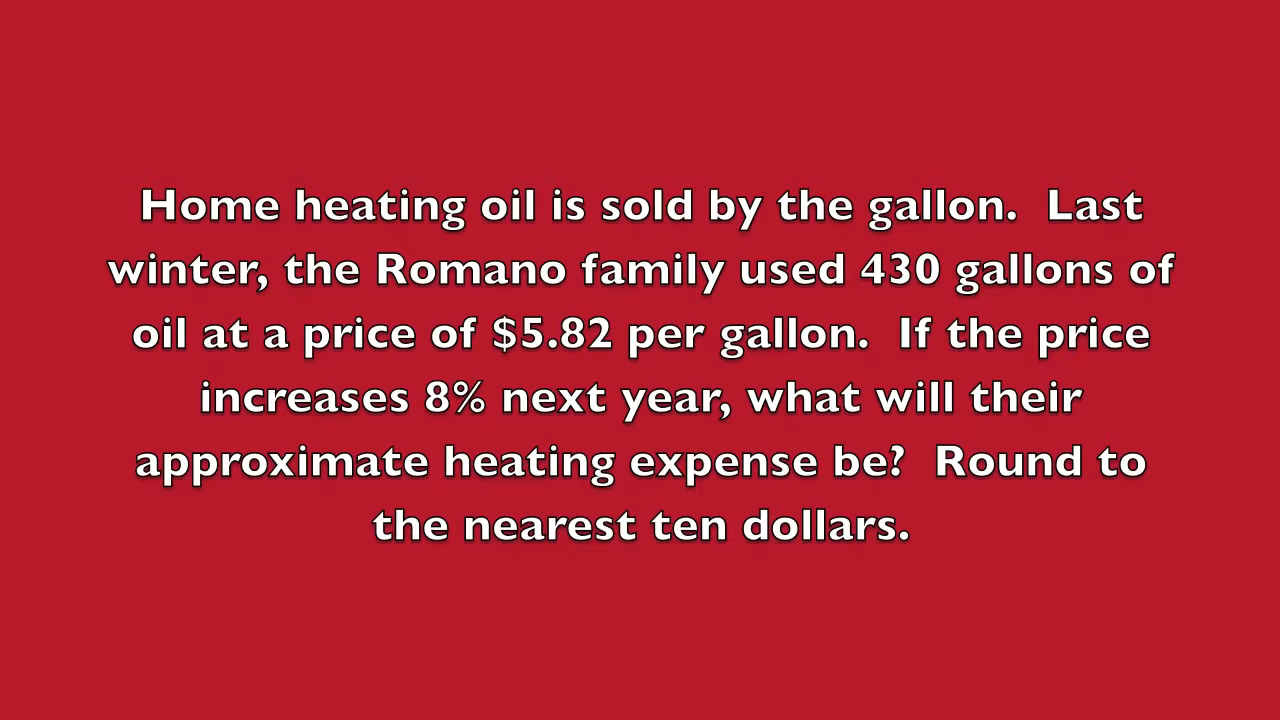 Home heating oil is sold by the gallon.  Last
winter, the Romano family used 430 gallons of
oil at a price of $5.82 per gallon.  If the price
increases 8% next year, what will their
approximate heating expense be?  Round to
the nearest ten dollars.